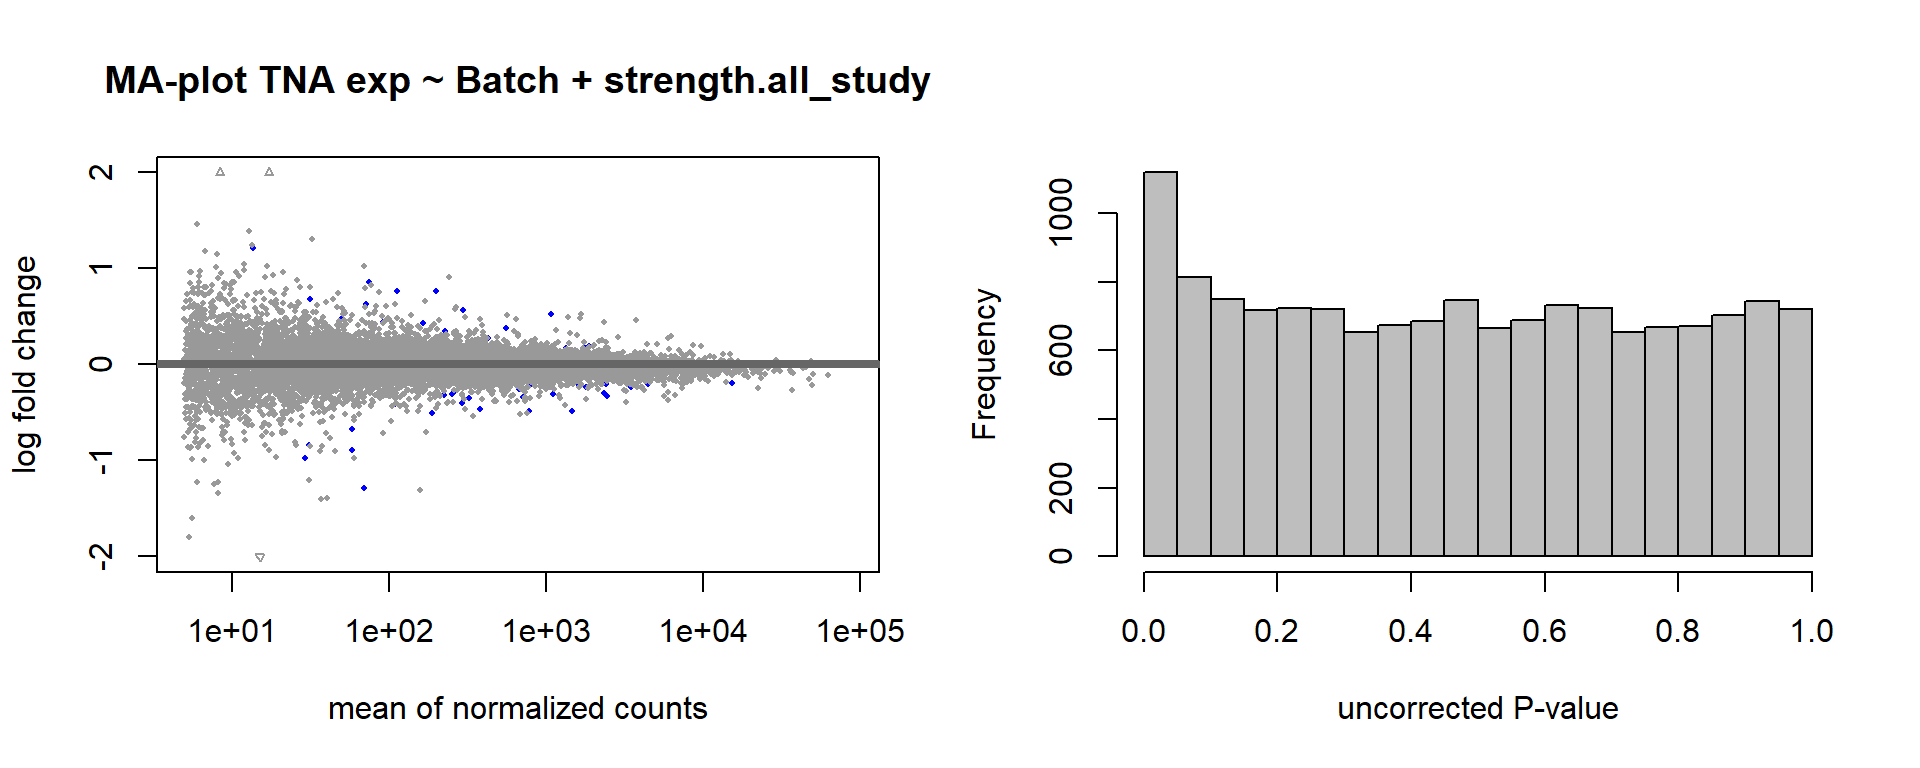 MA-plot TNA exp ~ Batch + strength.all_study
log fold change
2
1
0
-1
-2
1e+01 1e+02 1e+03 1e+04 1e+05
mean of normalized counts
Frequency
1000
600
200
0
0.0 0.2 0.4 0.6 0.8 1.0
uncorrected P-value